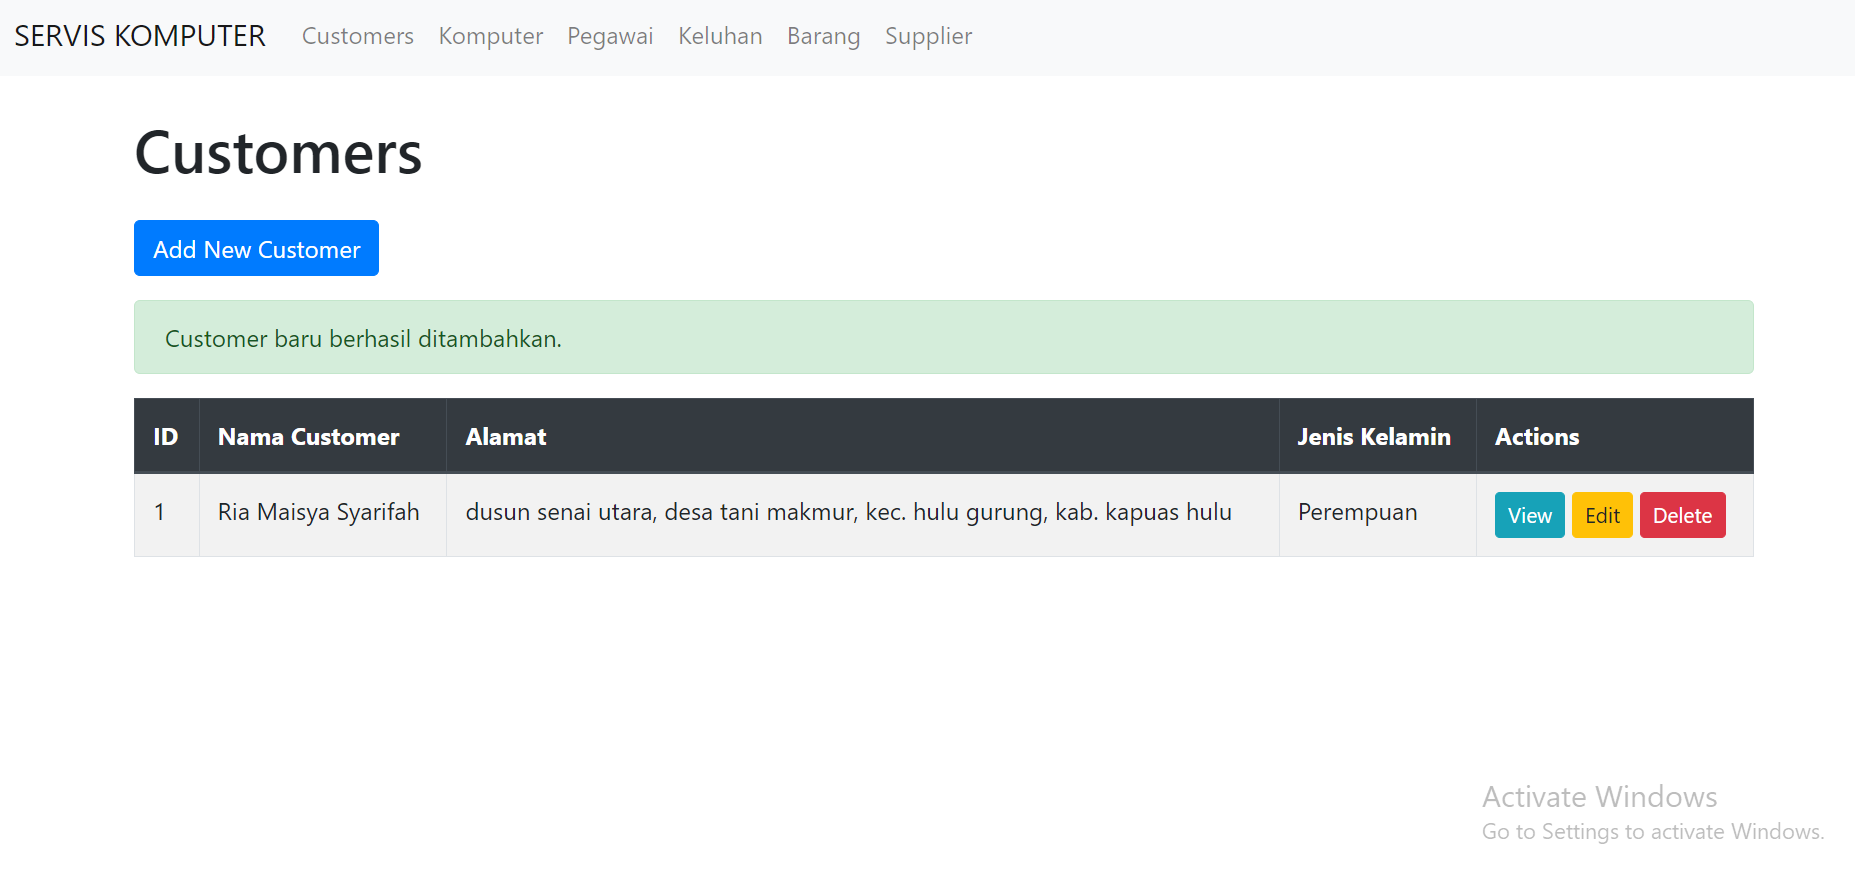 SERVIS KOMPUTER Customers Komputer Pegawai Keluhan Barang Supplier
Customers
Add New Customer
Customer baru berhasil ditambahkan.
ID Nama Customer Alamat Jenis Kelamin Actions
1 Ria Maisya Syarifah dusun senai utara, desa tani makmur, kec. hulu gurung, kab. kapuas hulu Perempuan View Edit Delete
Activate Windows
Go to Settings to activate Windows.